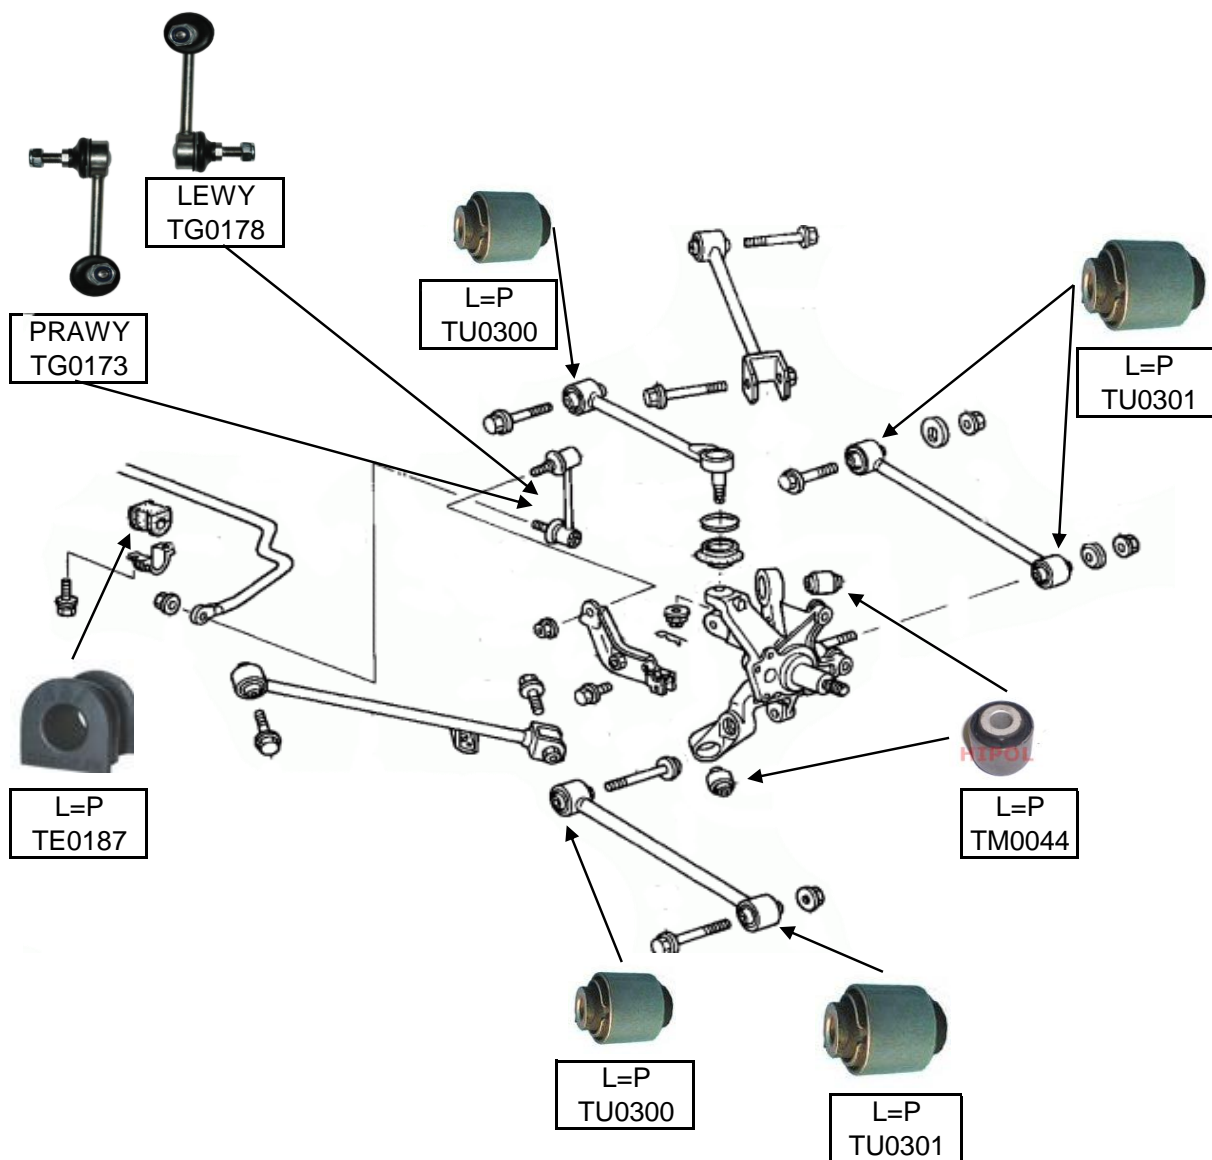 LEWY
TG0178
PRAWY
TG0173
L=P
TU0300
L=P
TU0301
HIPOL
L=P
TE0187
L=P
TM0044
L=P
TU0300
L=P
TU0301